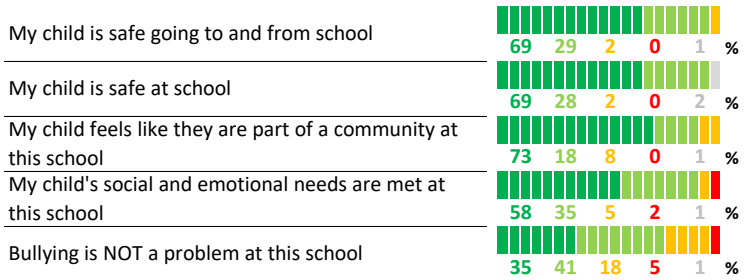 My child is safe going to and from school
69 29 2 0 1 %
My child is safe at school
69 28 2 0 2 %
My child feels like they are part of a community at
this school
73 18 8 0 1 %
My child's social and emotional needs are met at
this school
58 35 5 2 1 %
Bullying is NOT a problem at this school
35 41 18 5 1 %